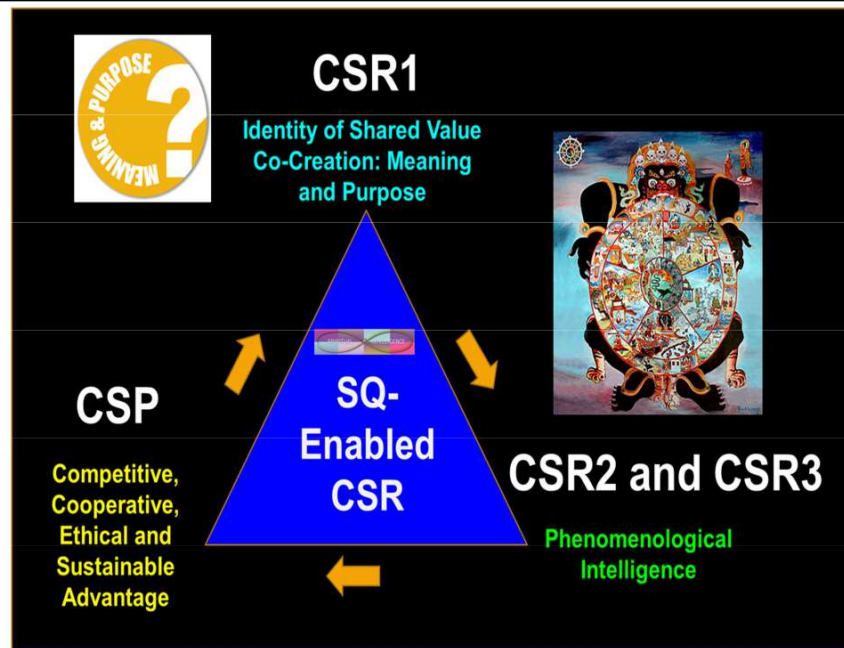 MEANING & PURPOSE
?
CSR1
Identity of Shared Value
Co-Creation: Meaning
and Purpose
SQ-
Enabled
CSR
CSP
Competitive,
Cooperative,
Ethical and
Sustainable
Advantage
CSR2 and CSR3
Phenomenological
Intelligence